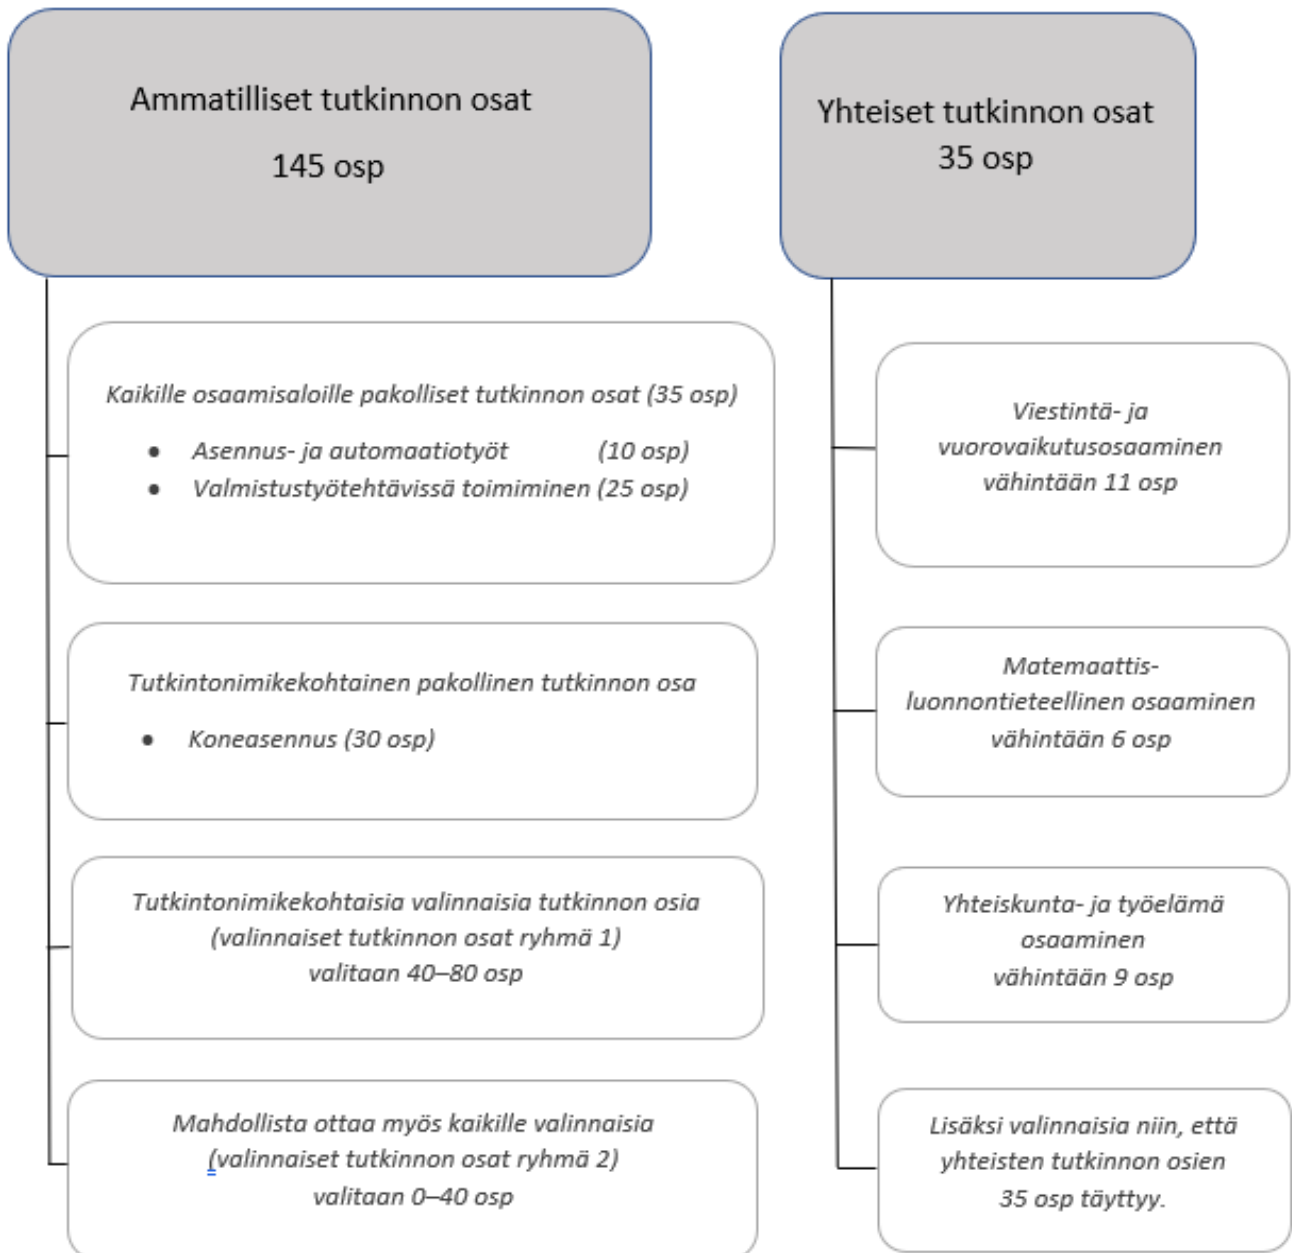 Ammatilliset tutkinnon osat
145 osp
Kaikille osaamisaloille pakolliset tutkinnon osat (35 osp)
● Asennus- ja automaatiotyöt (10 osp)
● Valmistustyötehtävissä toimiminen (25 osp)
Tutkintonimikekohtainen pakollinen tutkinnon osa
● Koneasennus (30 osp)
Tutkintonimikekohtaisia valinnaisia tutkinnon osia
(valinnaiset tutkinnon osat ryhmä 1)
valitaan 40–80 osp
Mahdollista ottaa myös kaikille valinnaisia
(valinnaiset tutkinnon osat ryhmä 2)
valitaan 0–40 osp
Yhteiset tutkinnon osat
35 osp
Viestintä- ja
vuorovaikutusosaaminen
vähintään 11 osp
Matemaattis-
luonnontieteellinen osaaminen
vähintään 6 osp
Yhteiskunta- ja työelämä
osaaminen
vähintään 9 osp
Lisäksi valinnaisia niin, että
yhteisten tutkinnon osien
35 osp täyttyy.